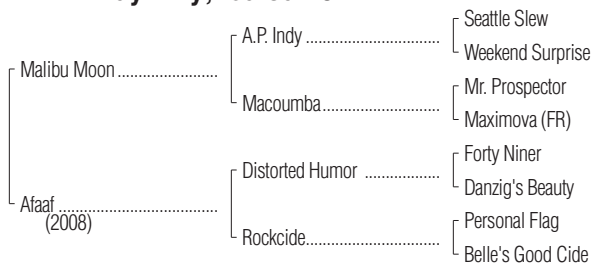 Seattle Slew
A.P. Indy
Weekend Surprise
Malibu Moon
Mr. Prospector
Macoumba
Maximova (FR)
Forty Niner
Distorted Humor
Danzig's Beauty
Afaaf
(2008)
Personal Flag
Rockcide
Belle's Good Cide